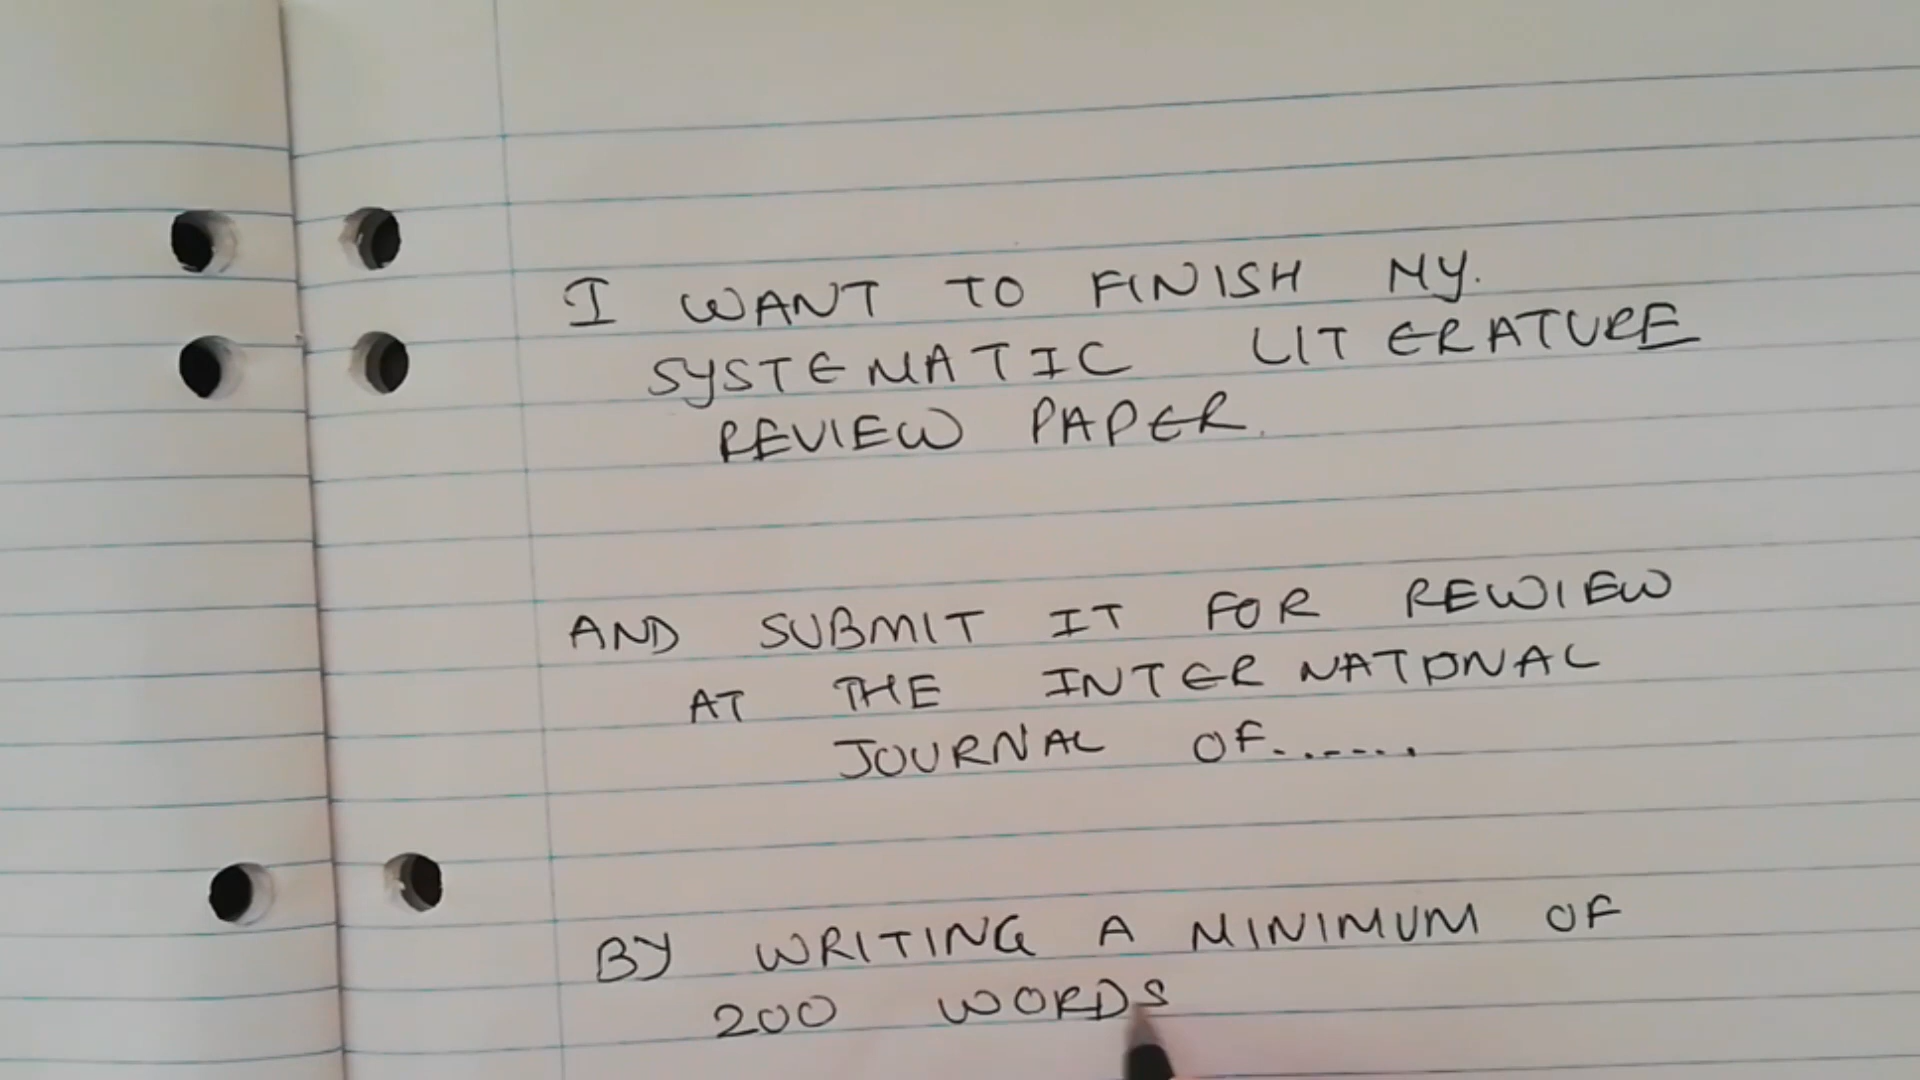 I WANT TO FINISH MY.
SYSTEMATIC LITERATURE
REVIEW PAPER.
AND SUBMIT IT FOR REWIEW
AT THE INTERNATIONAL
JOURNAL OF.......
BY WRITING A MINIMUM OF
200 WORDS